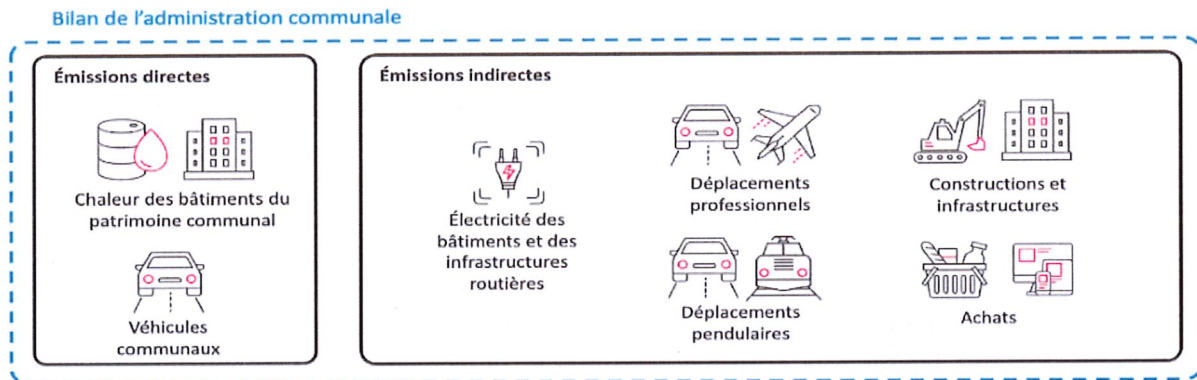 Bilan de l'administration communale
Émissions directes
Chaleur des bâtiments du
patrimoine communal
Véhicules
communaux
Émissions indirectes
Électricité des
bâtiments et des
infrastructures
routières
Déplacements
professionnels
Déplacements
pendulaires
Constructions et
infrastructures
Achats